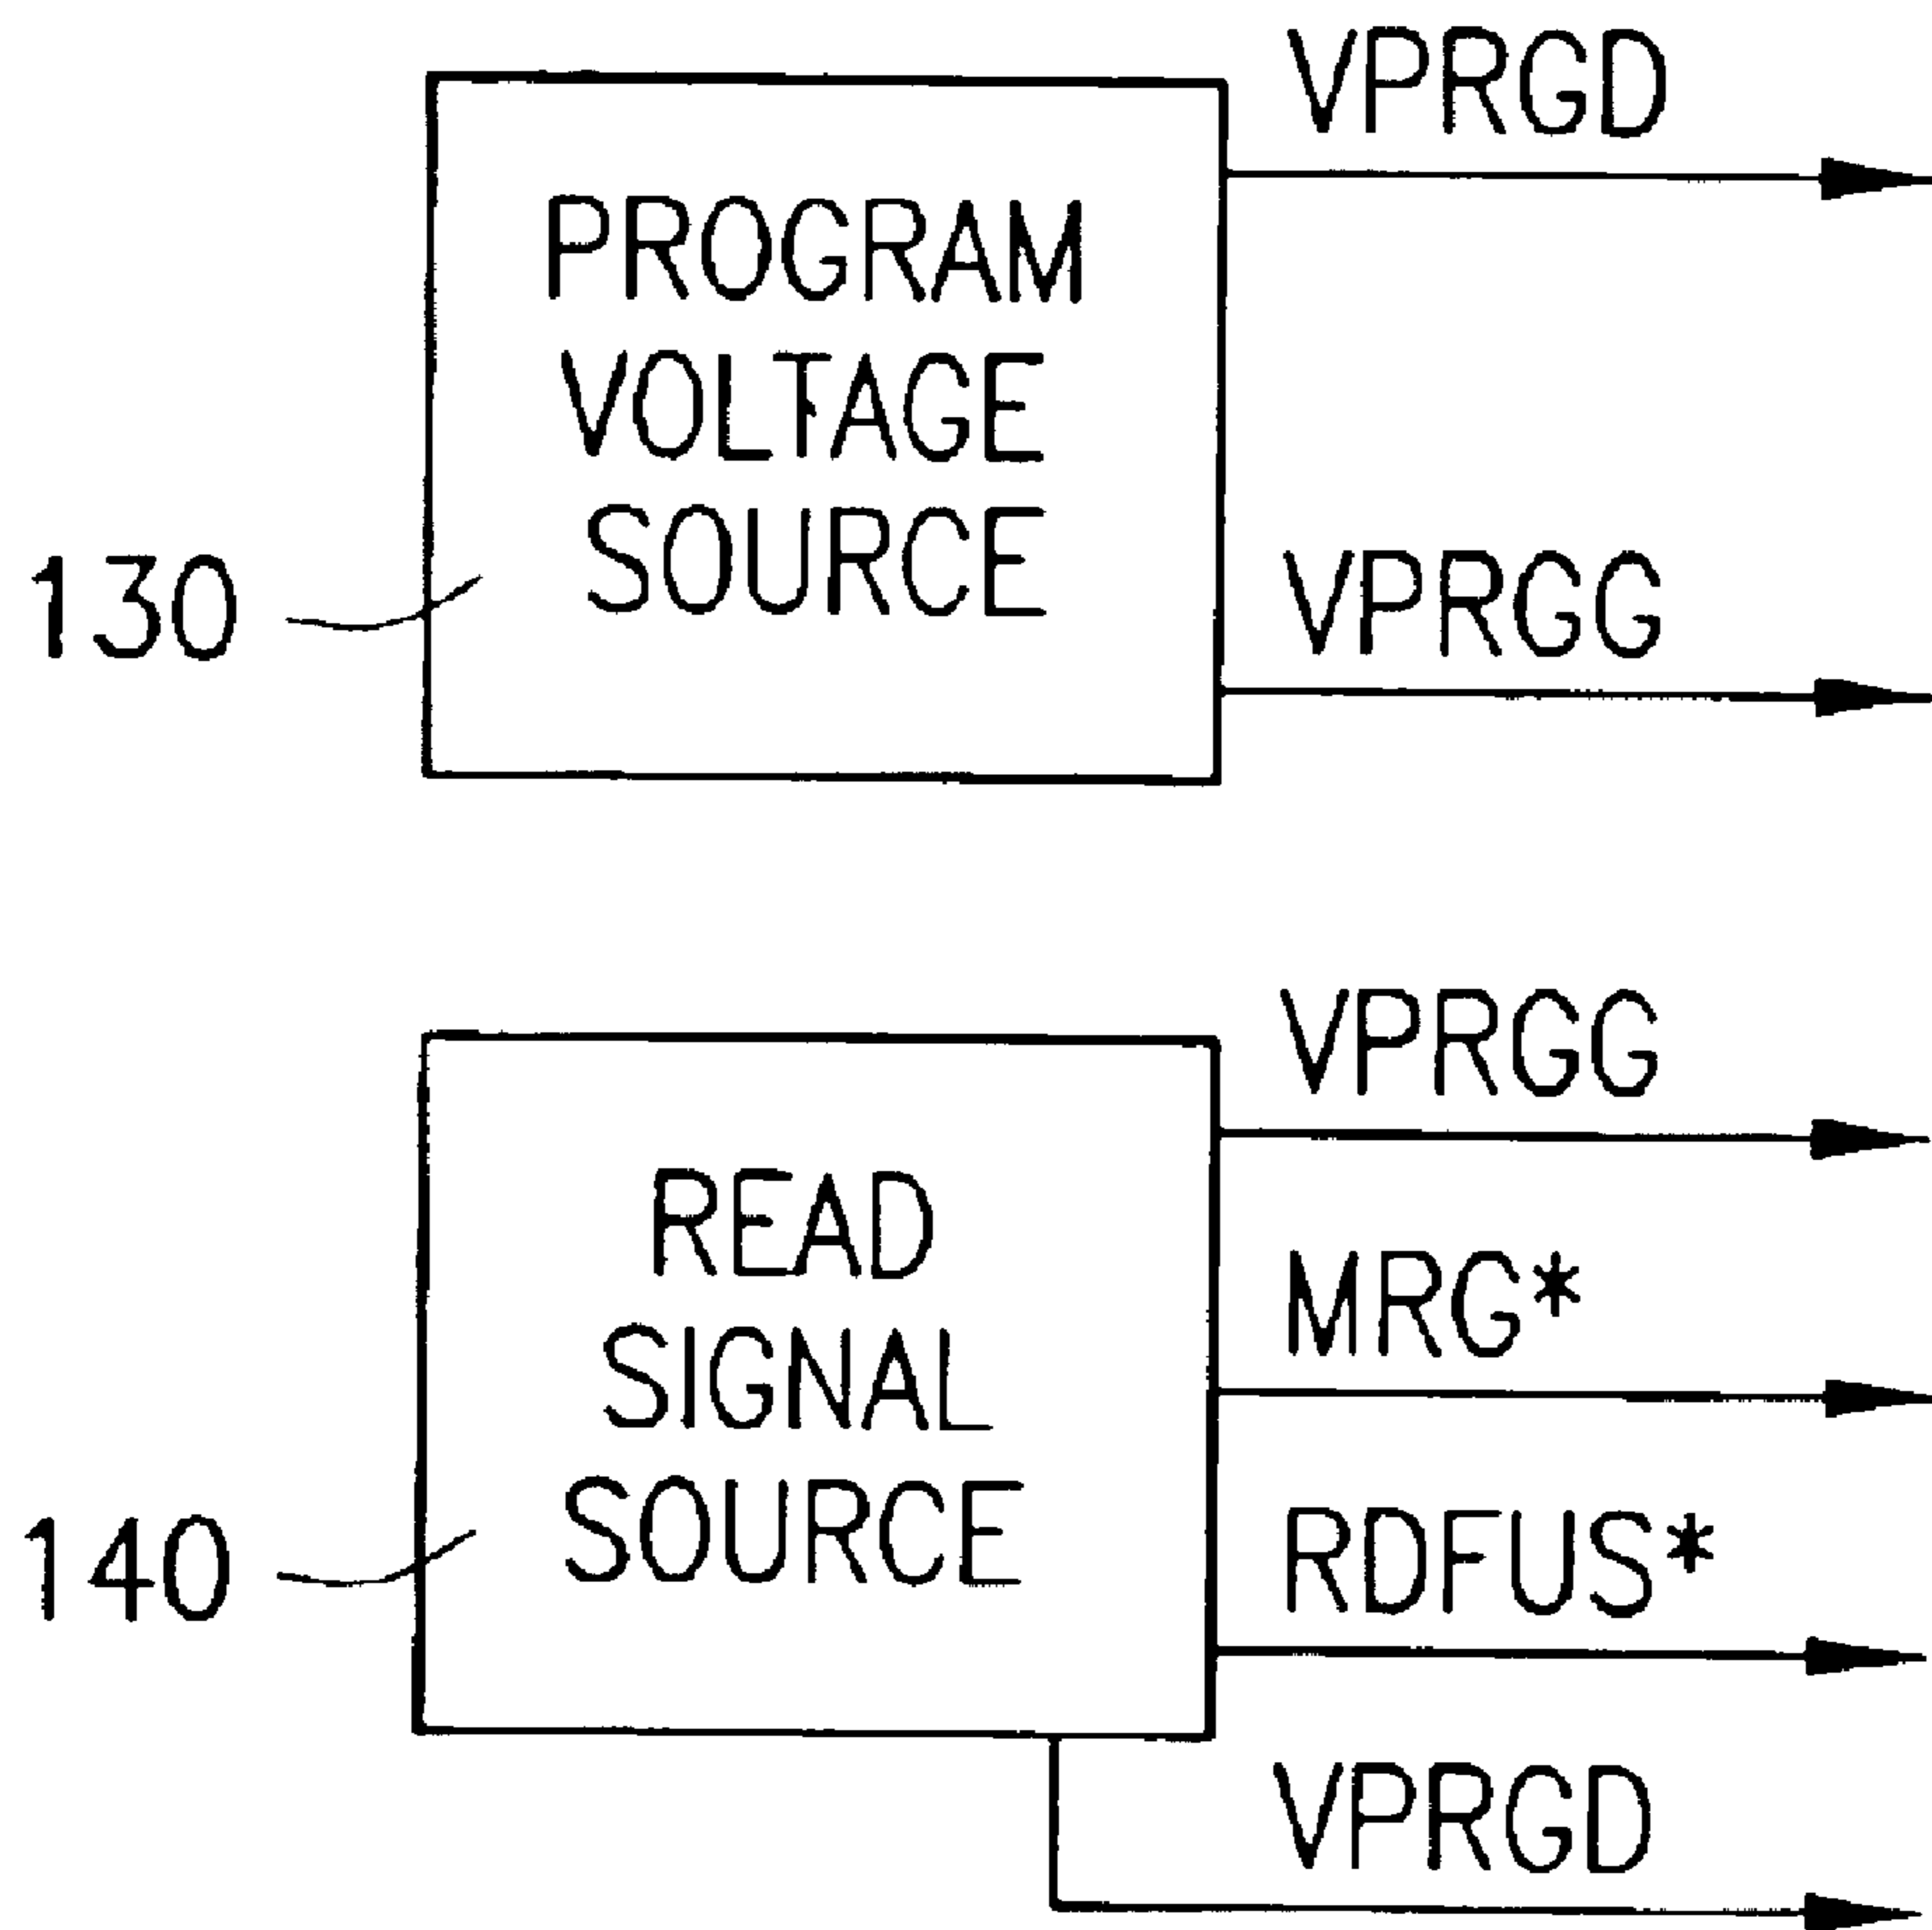 VPRGD
PROGRAM
VOLTAGE
SOURCE
130
VPRGG
VPRGG
READ
MRG*
SIGNAL
SOURCE
RDFUS*
140
VPRGD